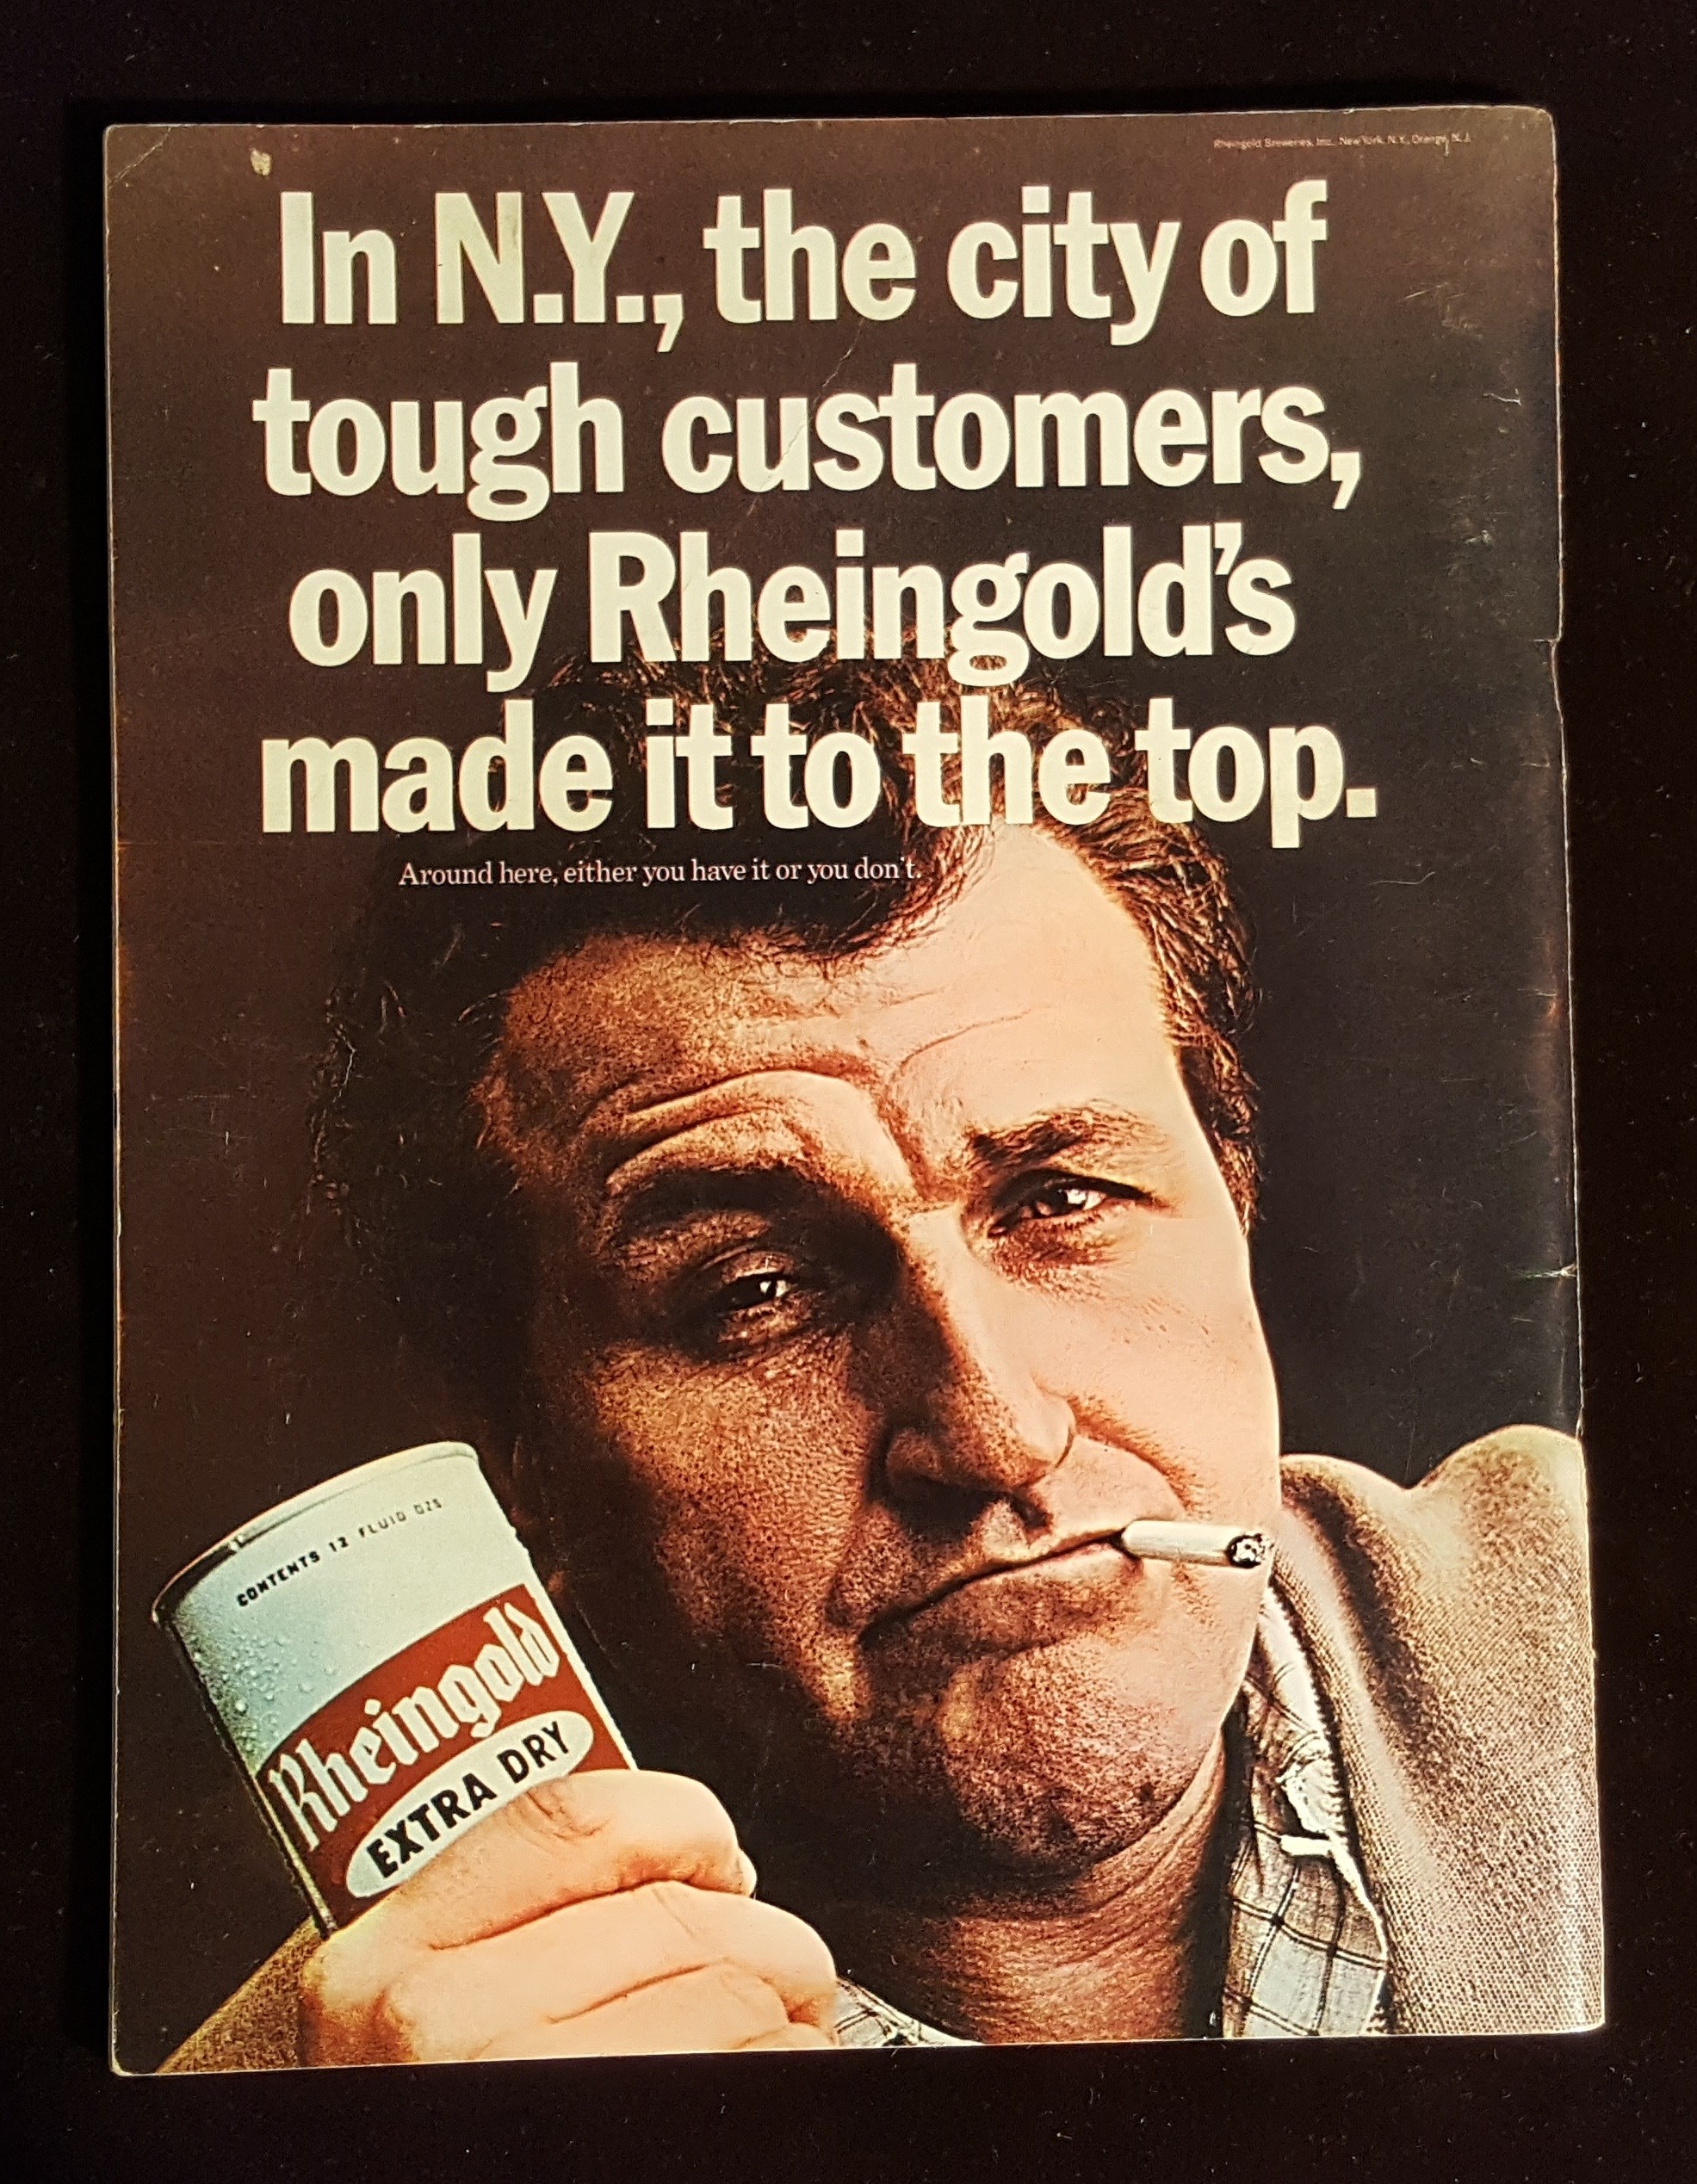 Rheingold Breweries, Inc., New York, N.Y., Orange, N.J.
In N.Y., the city of
tough customers,
only Rheingold's
made it to the top.
Around here, either you have it or you don't.
CONTENTS 12 FLUID OZS
Rheingold
EXTRA DRY